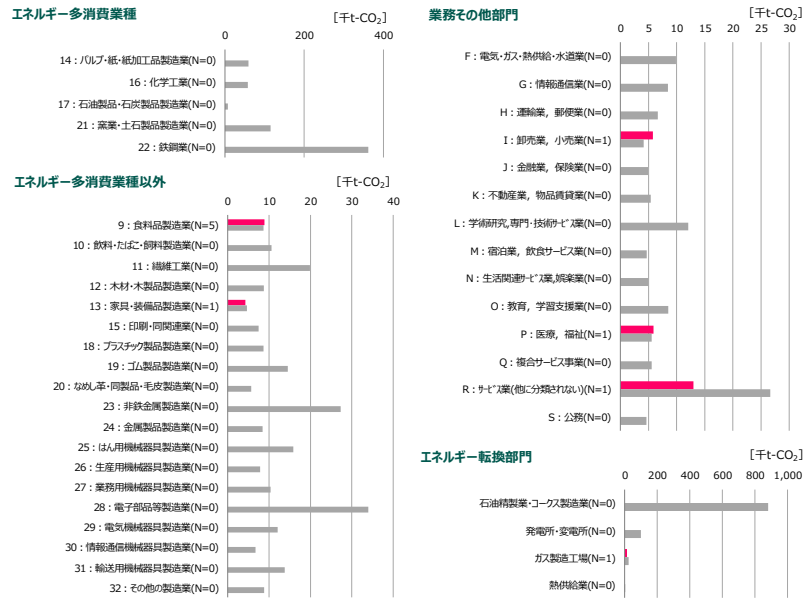 エネルギー多消費業種
[千t-CO2]
0 200 400
14：パルプ・紙・紙加工品製造業(N=0)
16：化学工業(N=0)
17：石油製品・石炭製品製造業(N=0)
21：窯業・土石製品製造業(N=0)
22：鉄鋼業(N=0)
エネルギー多消費業種以外
[千t-CO2]
0 10 20 30 40
9：食料品製造業(N=5)
10：飲料・たばこ・飼料製造業(N=0)
11：繊維工業(N=0)
12：木材・木製品製造業(N=0)
13：家具・装備品製造業(N=1)
15：印刷・同関連業(N=0)
18：プラスチック製品製造業(N=0)
19：ゴム製品製造業(N=0)
20：なめし革・同製品・毛皮製造業(N=0)
23：非鉄金属製造業(N=0)
24：金属製品製造業(N=0)
25：はん用機械器具製造業(N=0)
26：生産用機械器具製造業(N=0)
27：業務用機械器具製造業(N=0)
28：電子部品等製造業(N=0)
29：電気機械器具製造業(N=0)
30：情報通信機械器具製造業(N=0)
31：輸送用機械器具製造業(N=0)
32：その他の製造業(N=0)
業務その他部門
[千t-CO2]
0 5 10 15 20 25 30
F：電気・ガス・熱供給・水道業(N=0)
G：情報通信業(N=0)
H：運輸業，郵便業(N=0)
I：卸売業，小売業(N=1)
J：金融業，保険業(N=0)
K：不動産業，物品賃貸業(N=0)
L：学術研究,専門・技術ｻｰﾋﾞｽ業(N=0)
M：宿泊業，飲食サービス業(N=0)
N：生活関連ｻｰﾋﾞｽ業,娯楽業(N=0)
O：教育，学習支援業(N=0)
P：医療，福祉(N=1)
Q：複合サービス事業(N=0)
R：ｻｰﾋﾞｽ業(他に分類されない)(N=1)
S：公務(N=0)
エネルギー転換部門
[千t-CO2]
0 200 400 600 800 1,000
石油精製業・コークス製造業(N=0)
発電所・変電所(N=0)
ガス製造工場(N=1)
熱供給業(N=0)